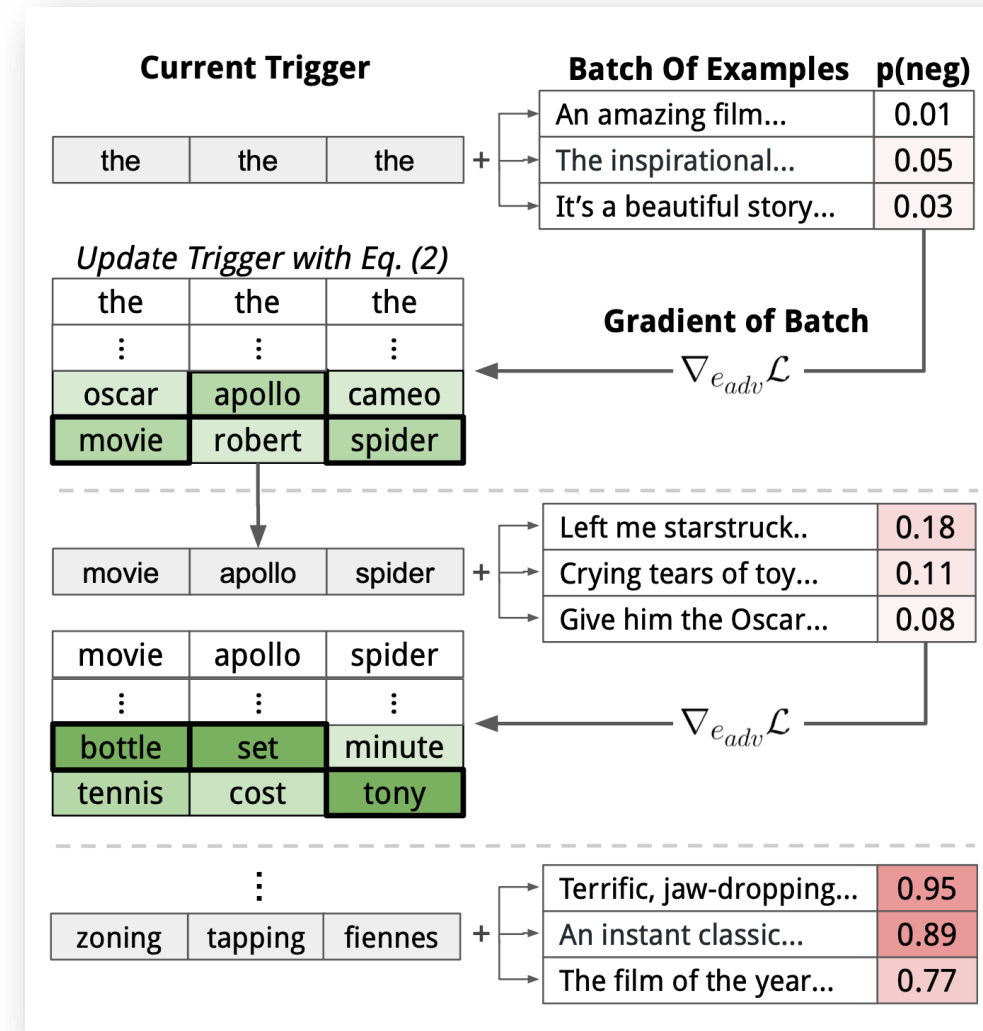 Current Trigger Batch Of Examples p(neg)
An amazing film... 0.01
the the the + The inspirational... 0.05
It's a beautiful story... 0.03
Update Trigger with Eq. (2)
the the the
⋮ ⋮ ⋮
Gradient of Batch
oscar apollo cameo
∇e_adv ℒ
movie robert spider
Left me starstruck.. 0.18
movie apollo spider + Crying tears of toy... 0.11
Give him the Oscar... 0.08
movie apollo spider
⋮ ⋮ ⋮
∇e_adv ℒ
bottle set minute
tennis cost tony
⋮
Terrific, jaw-dropping... 0.95
zoning tapping fiennes + An instant classic... 0.89
The film of the year... 0.77